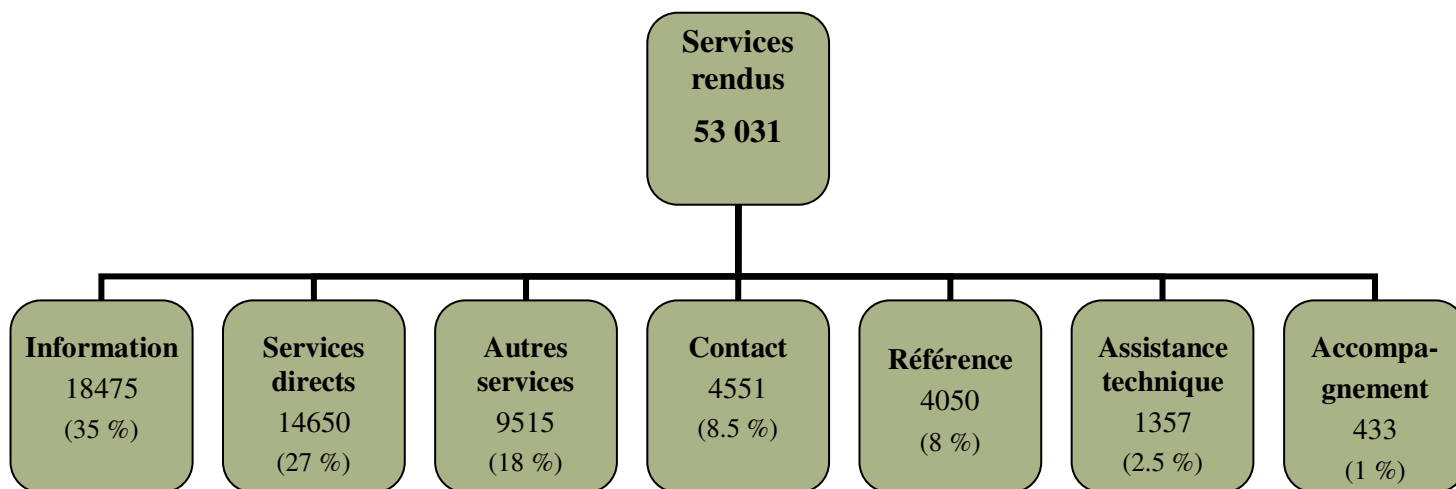 Services
rendus
53 031
Information
18475
(35 %)
Services
directs
14650
(27 %)
Autres
services
9515
(18 %)
Contact
4551
(8.5 %)
Référence
4050
(8 %)
Assistance
technique
1357
(2.5 %)
Accompa-
gnement
433
(1 %)